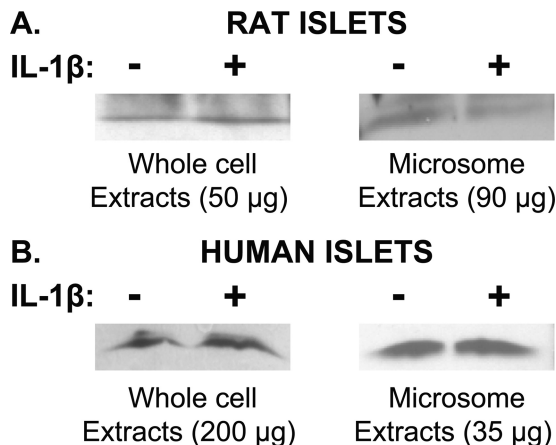 A. RAT ISLETS
IL-1β: - + - +
Whole cell Microsome
Extracts (50 µg) Extracts (90 µg)
B. HUMAN ISLETS
IL-1β: - + - +
Whole cell Microsome
Extracts (200 µg) Extracts (35 µg)